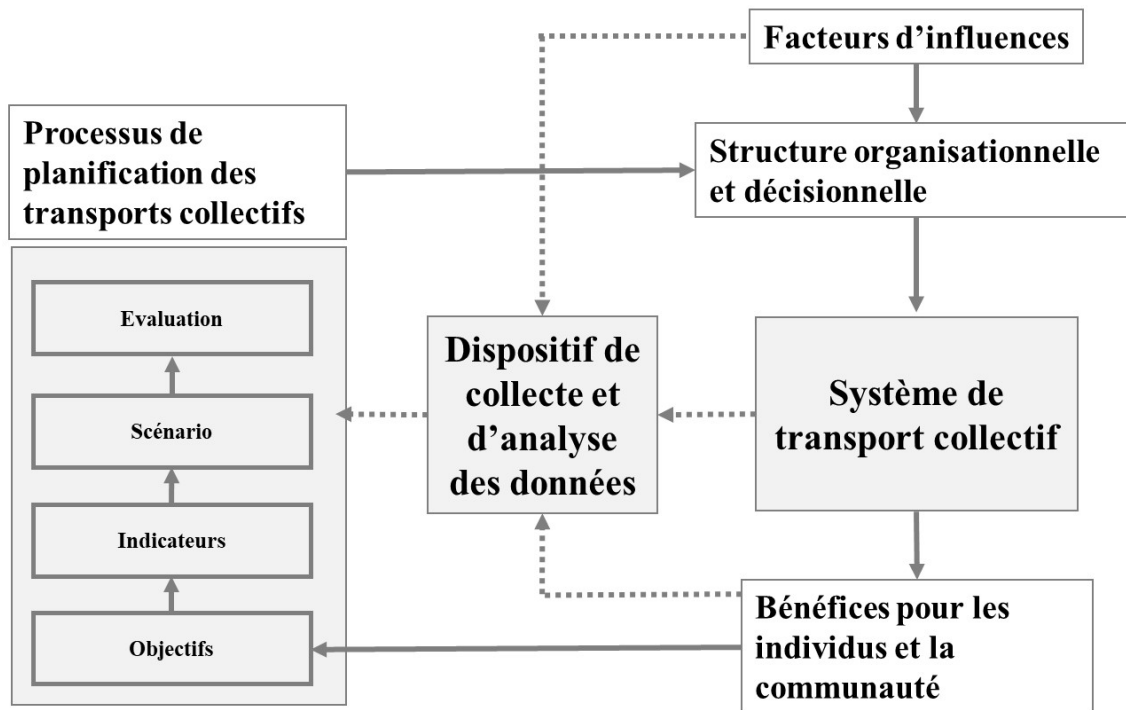 Facteurs d’influences
Processus de
planification des
transports collectifs
Structure organisationnelle
et décisionnelle
Evaluation
Scénario
Indicateurs
Objectifs
Dispositif de
collecte et
d’analyse
des données
Système de
transport collectif
Bénéfices pour les
individus et la
communauté